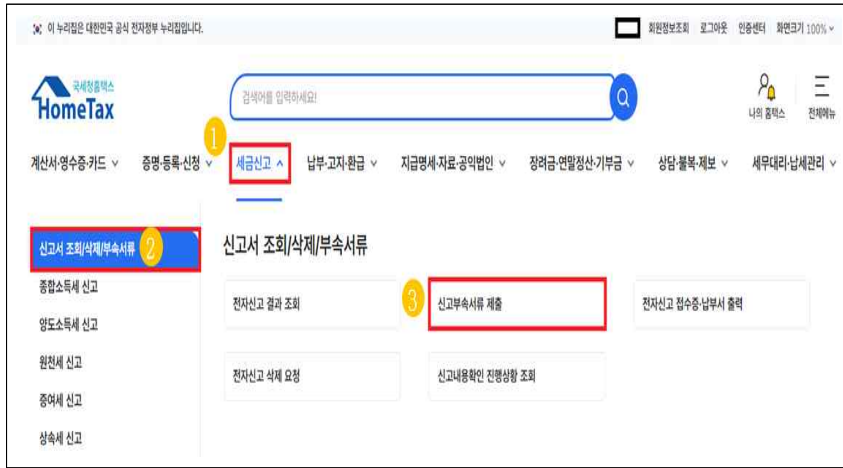 이 누리집은 대한민국 공식 전자정부 누리집입니다.
회원정보조회 로그아웃 인증센터 화면크기 100%
국세청홈택스
HomeTax
검색어를 입력하세요!
나의 홈택스 전체메뉴
1
계산서·영수증·카드 증명·등록·신청 세금신고 납부·고지·환급 지급명세·자료·공익법인 장려금·연말정산·기부금 상담·불복·제보 세무대리·납세관리
신고서 조회/삭제/부속서류 2
신고서 조회/삭제/부속서류
종합소득세 신고
양도소득세 신고
원천세 신고
증여세 신고
상속세 신고
전자신고 결과 조회 3 신고부속서류 제출 전자신고 접수증·납부서 출력
전자신고 삭제 요청 신고내용확인 진행상황 조회